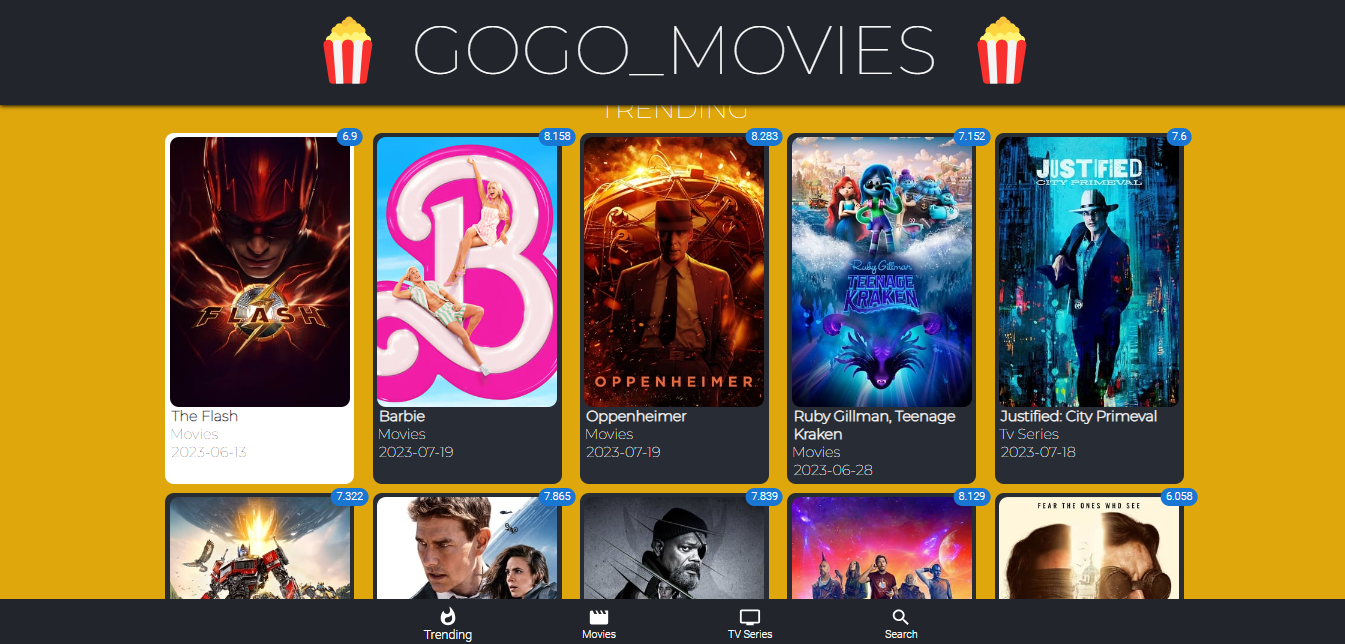 GOGO_MOVIES
TRENDING
6.9
8.158
8.283
7.152
7.6
FLASH
B
OPPENHEIMER
Ruby Gillman
TEENAGE
KRAKEN
JUSTIFIED
CITY PRIMEVAL
The Flash
Movies
2023-06-13
Barbie
Movies
2023-07-19
Oppenheimer
Movies
2023-07-19
Ruby Gillman, Teenage
Kraken
Movies
2023-06-28
Justified: City Primeval
Tv Series
2023-07-18
7.322
7.865
7.839
8.129
6.058
FEAR THE ONES WHO SEE
Trending
Movies
TV Series
Search